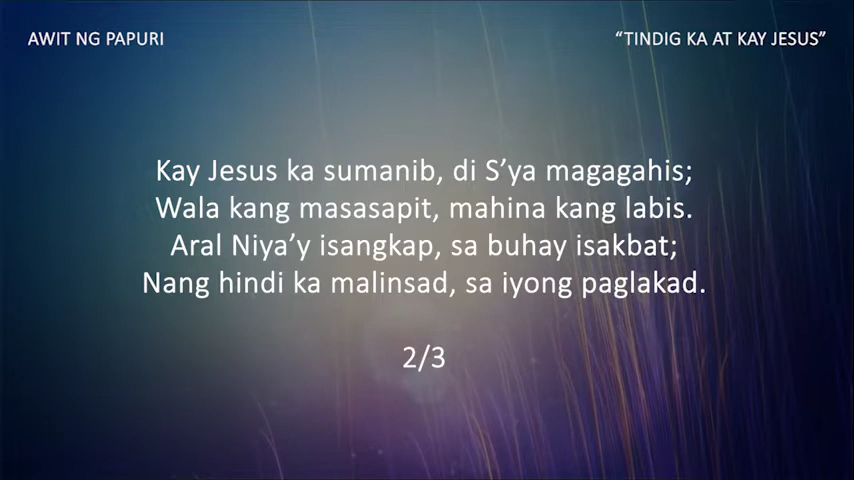 AWIT NG PAPURI
“TINDIG KA AT KAY JESUS”
Kay Jesus ka sumanib, di S’ya magagahis;
Wala kang masasapit, mahina kang labis.
Aral Niya’y isangkap, sa buhay isakbat;
Nang hindi ka malinsad, sa iyong paglakad.
2/3